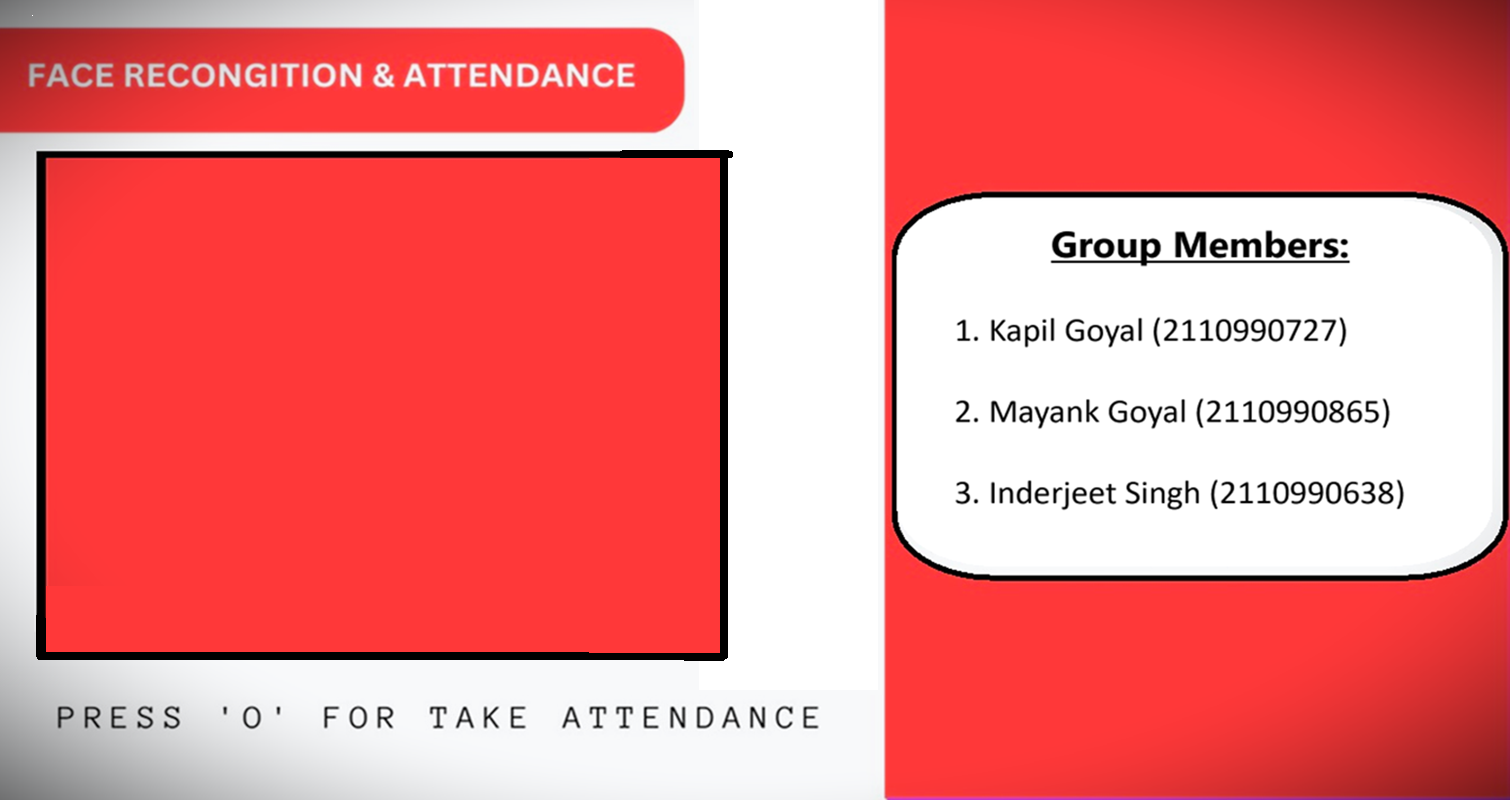 FACE RECONGITION & ATTENDANCE
PRESS 'O' FOR TAKE ATTENDANCE
Group Members:
1. Kapil Goyal (2110990727)
2. Mayank Goyal (2110990865)
3. Inderjeet Singh (2110990638)